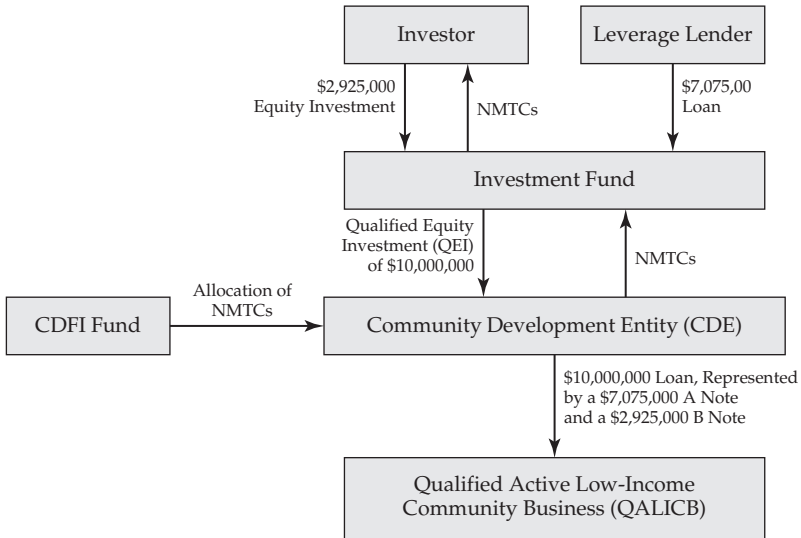 Investor
Leverage Lender
$2,925,000
Equity Investment
NMTCs
$7,075,00
Loan
Investment Fund
Qualified Equity
Investment (QEI)
of $10,000,000
NMTCs
Allocation of
NMTCs
CDFI Fund
Community Development Entity (CDE)
$10,000,000 Loan, Represented
by a $7,075,000 A Note
and a $2,925,000 B Note
Qualified Active Low-Income
Community Business (QALICB)